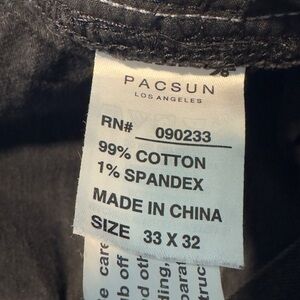 PACSUN
LOS ANGELES
RN# 090233
99% COTTON
1% SPANDEX
MADE IN CHINA
SIZE 33 X 32